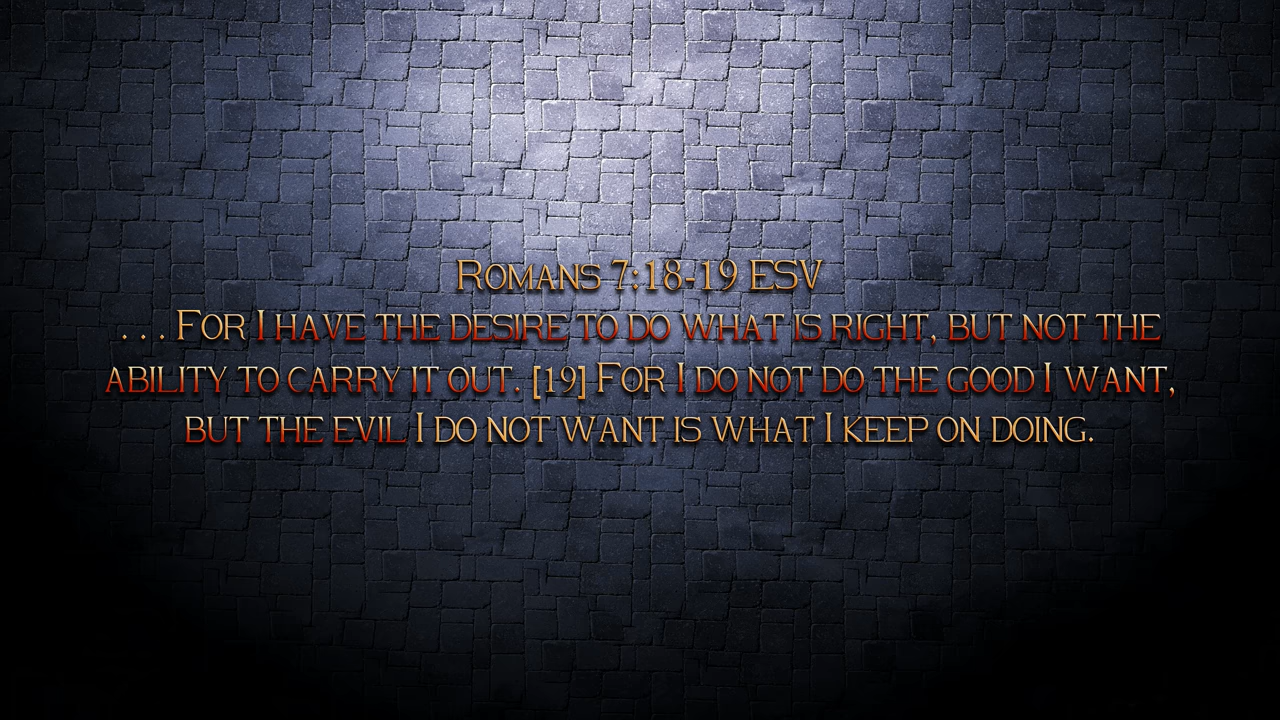 Romans 7:18-19 ESV
. . . For I have the desire to do what is right, but not the
ability to carry it out. [19] For I do not do the good I want,
but the evil I do not want is what I keep on doing.